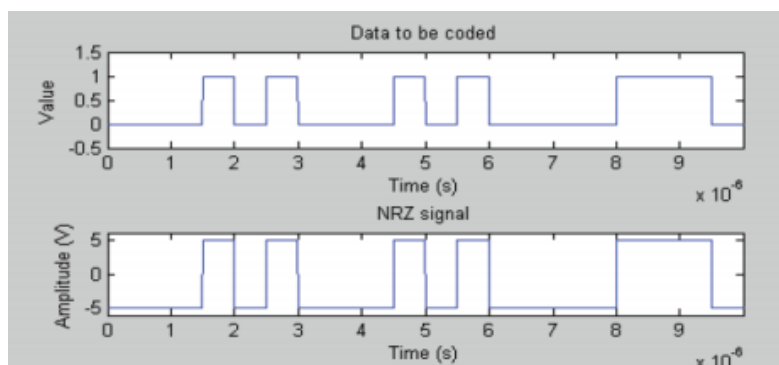 Data to be coded
1.5
1
0.5
0
-0.5
Value
0 1 2 3 4 5 6 7 8 9
Time (s)
x 10^-6
NRZ signal
5
0
-5
Amplitude (V)
0 1 2 3 4 5 6 7 8 9
Time (s)
x 10^-6